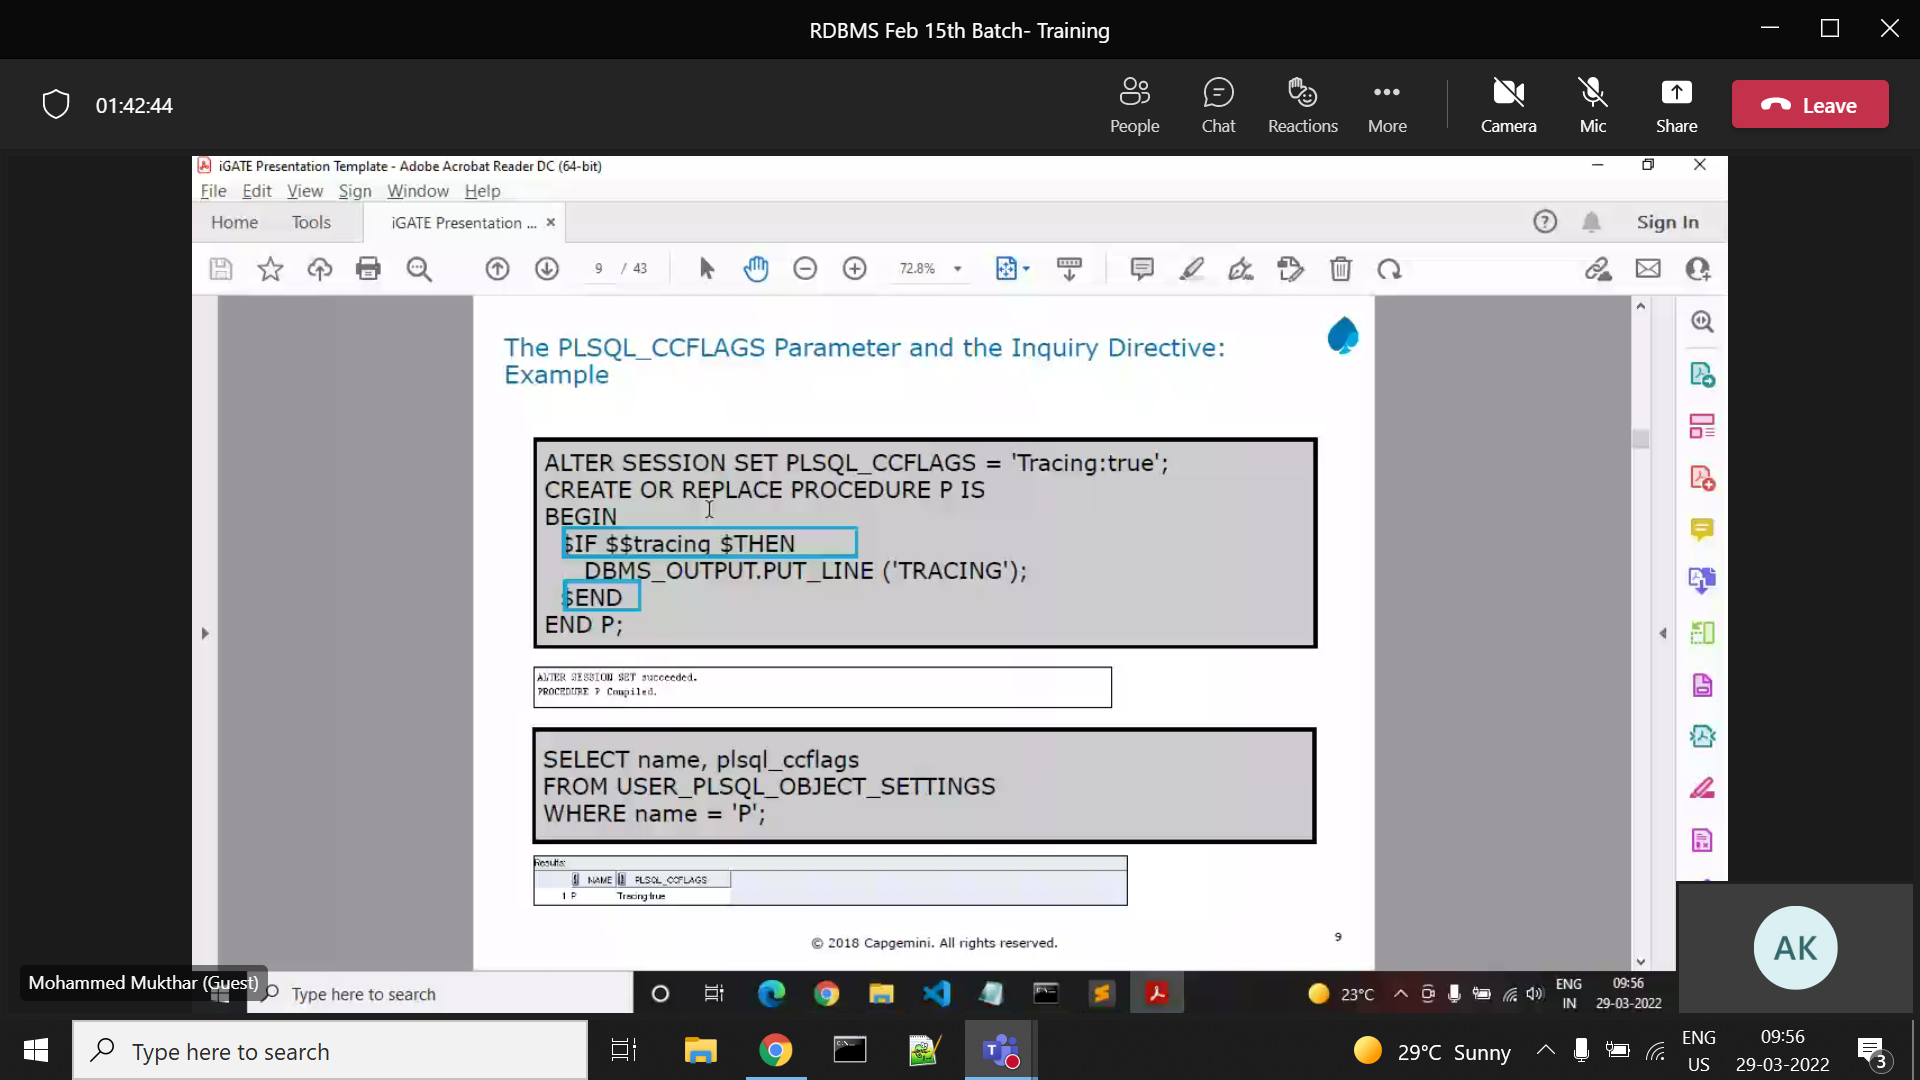 RDBMS Feb 15th Batch- Training
01:42:44
People
Chat
Reactions
More
Camera
Mic
Share
Leave
iGATE Presentation Template - Adobe Acrobat Reader DC (64-bit)
File Edit View Sign Window Help
Home Tools iGATE Presentation ... ×
Sign In
9 / 43
72.8%
The PLSQL_CCFLAGS Parameter and the Inquiry Directive:
Example
ALTER SESSION SET PLSQL_CCFLAGS = 'Tracing:true';
CREATE OR REPLACE PROCEDURE P IS
BEGIN
$IF $$tracing $THEN
DBMS_OUTPUT.PUT_LINE ('TRACING');
$END
END P;
ALTER SESSION SET succeeded.
PROCEDURE P Compiled.
SELECT name, plsql_ccflags
FROM USER_PLSQL_OBJECT_SETTINGS
WHERE name = 'P';
Results:
NAME PLSQL_CCFLAGS
1 P Tracing:true
© 2018 Capgemini. All rights reserved.
9
AK
Mohammed Mukthar (Guest)
Type here to search
23°C
ENG
IN
09:56
29-03-2022
Type here to search
29°C Sunny
ENG
US
09:56
29-03-2022
3